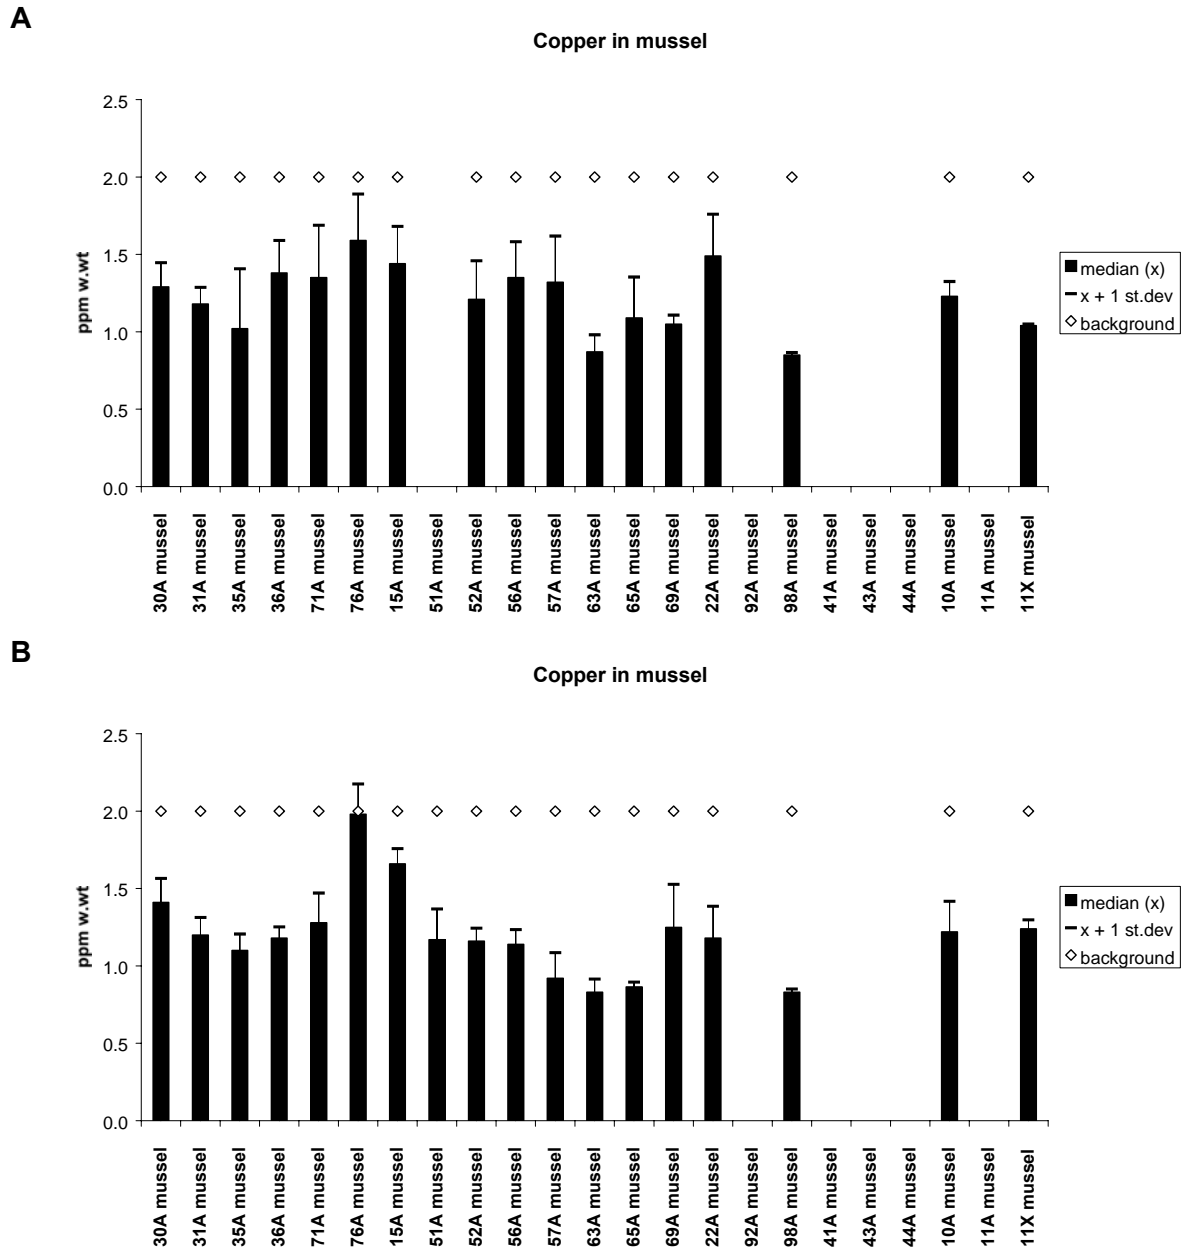 A
Copper in mussel
2.5
2.0
1.5
1.0
0.5
0.0
ppm w.wt
30A mussel
31A mussel
35A mussel
36A mussel
71A mussel
76A mussel
15A mussel
51A mussel
52A mussel
56A mussel
57A mussel
63A mussel
65A mussel
69A mussel
22A mussel
92A mussel
98A mussel
41A mussel
43A mussel
44A mussel
10A mussel
11A mussel
11X mussel
median (x)
x + 1 st.dev
background
B
Copper in mussel
2.5
2.0
1.5
1.0
0.5
0.0
ppm w.wt
30A mussel
31A mussel
35A mussel
36A mussel
71A mussel
76A mussel
15A mussel
51A mussel
52A mussel
56A mussel
57A mussel
63A mussel
65A mussel
69A mussel
22A mussel
92A mussel
98A mussel
41A mussel
43A mussel
44A mussel
10A mussel
11A mussel
11X mussel
median (x)
x + 1 st.dev
background